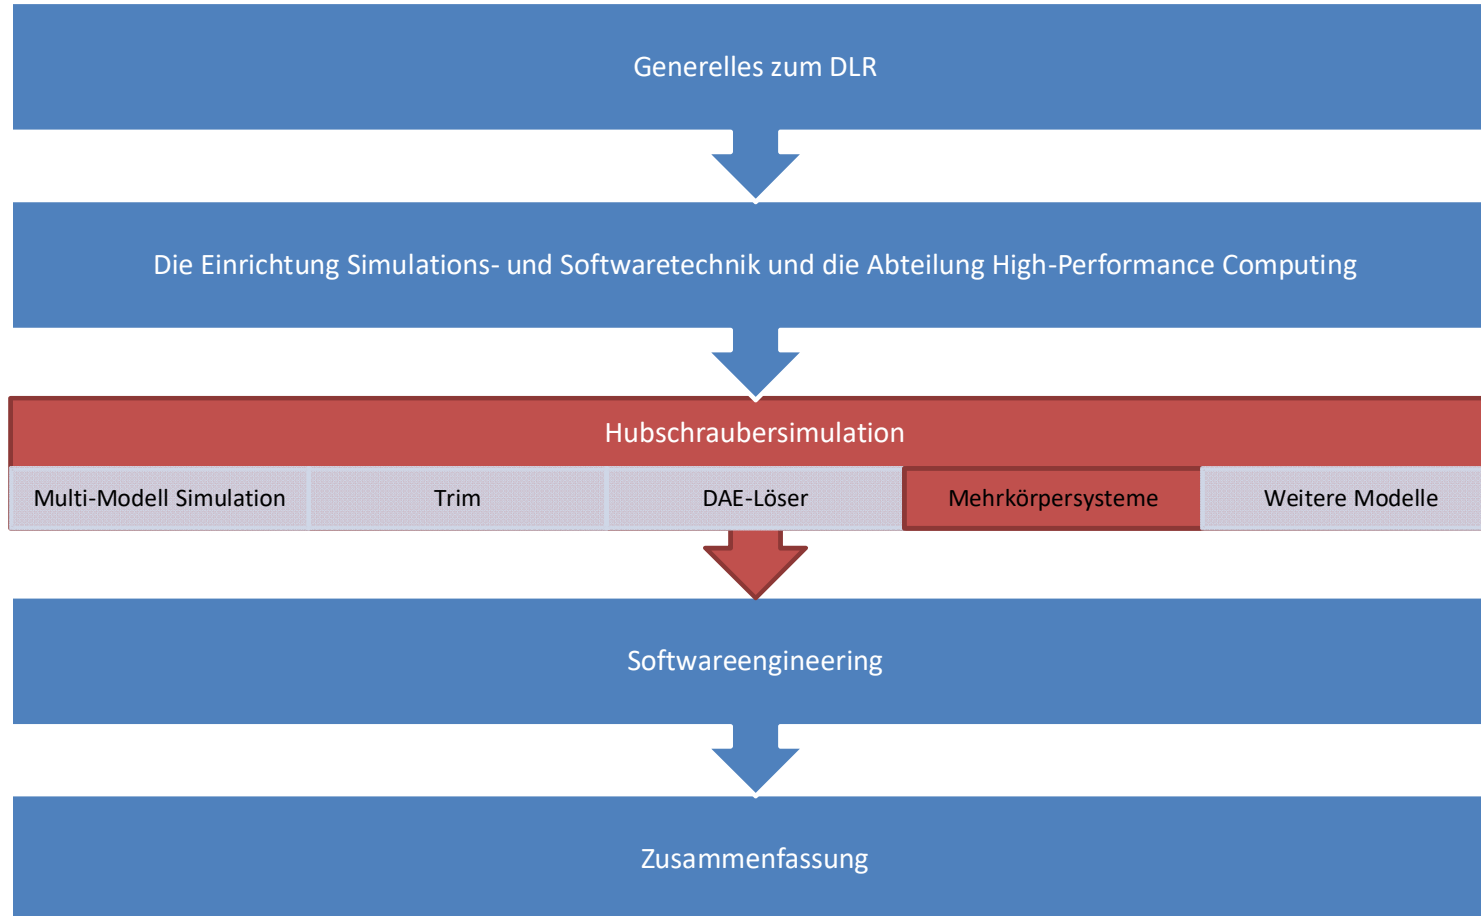 Generelles zum DLR
Die Einrichtung Simulations- und Softwaretechnik und die Abteilung High-Performance Computing
Hubschraubersimulation
Multi-Modell Simulation
Trim
DAE-Löser
Mehrkörpersysteme
Weitere Modelle
Softwareengineering
Zusammenfassung